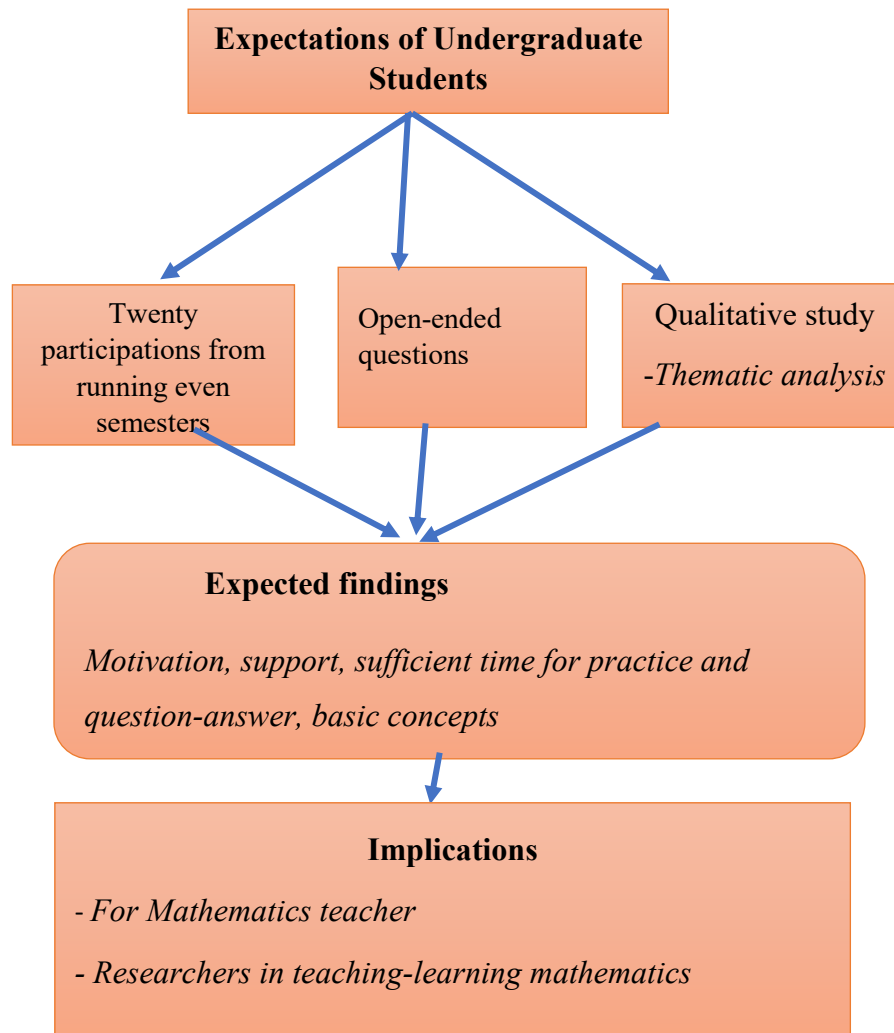 Expectations of Undergraduate
Students
Twenty
participations from
running even
semesters
Open-ended
questions
Qualitative study
-Thematic analysis
Expected findings
Motivation, support, sufficient time for practice and
question-answer, basic concepts
Implications
- For Mathematics teacher
- Researchers in teaching-learning mathematics